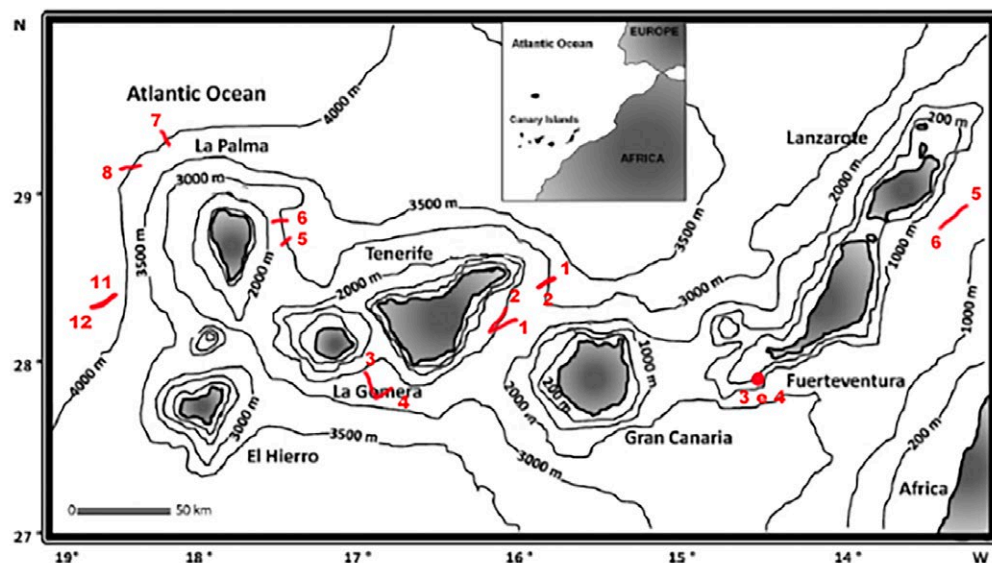 N
EUROPE
Atlantic Ocean
Canary Islands
AFRICA
Atlantic Ocean
4000 m
7
La Palma
8
3000 m
Lanzarote
200 m
2000 m
29°
3500 m
3500 m
5
6
5
6
Tenerife
3500 m
2000 m
2000 m
1000 m
3000 m
11
12
1
2
2
1
1000 m
28°
4000 m
3
La Gomera
4
1000 m
200 m
2000 m
Fuerteventura
3 e 4
3000 m
El Hierro
3500 m
Gran Canaria
3000 m
200 m
Africa
0 50 km
27°
19° 18° 17° 16° 15° 14° W